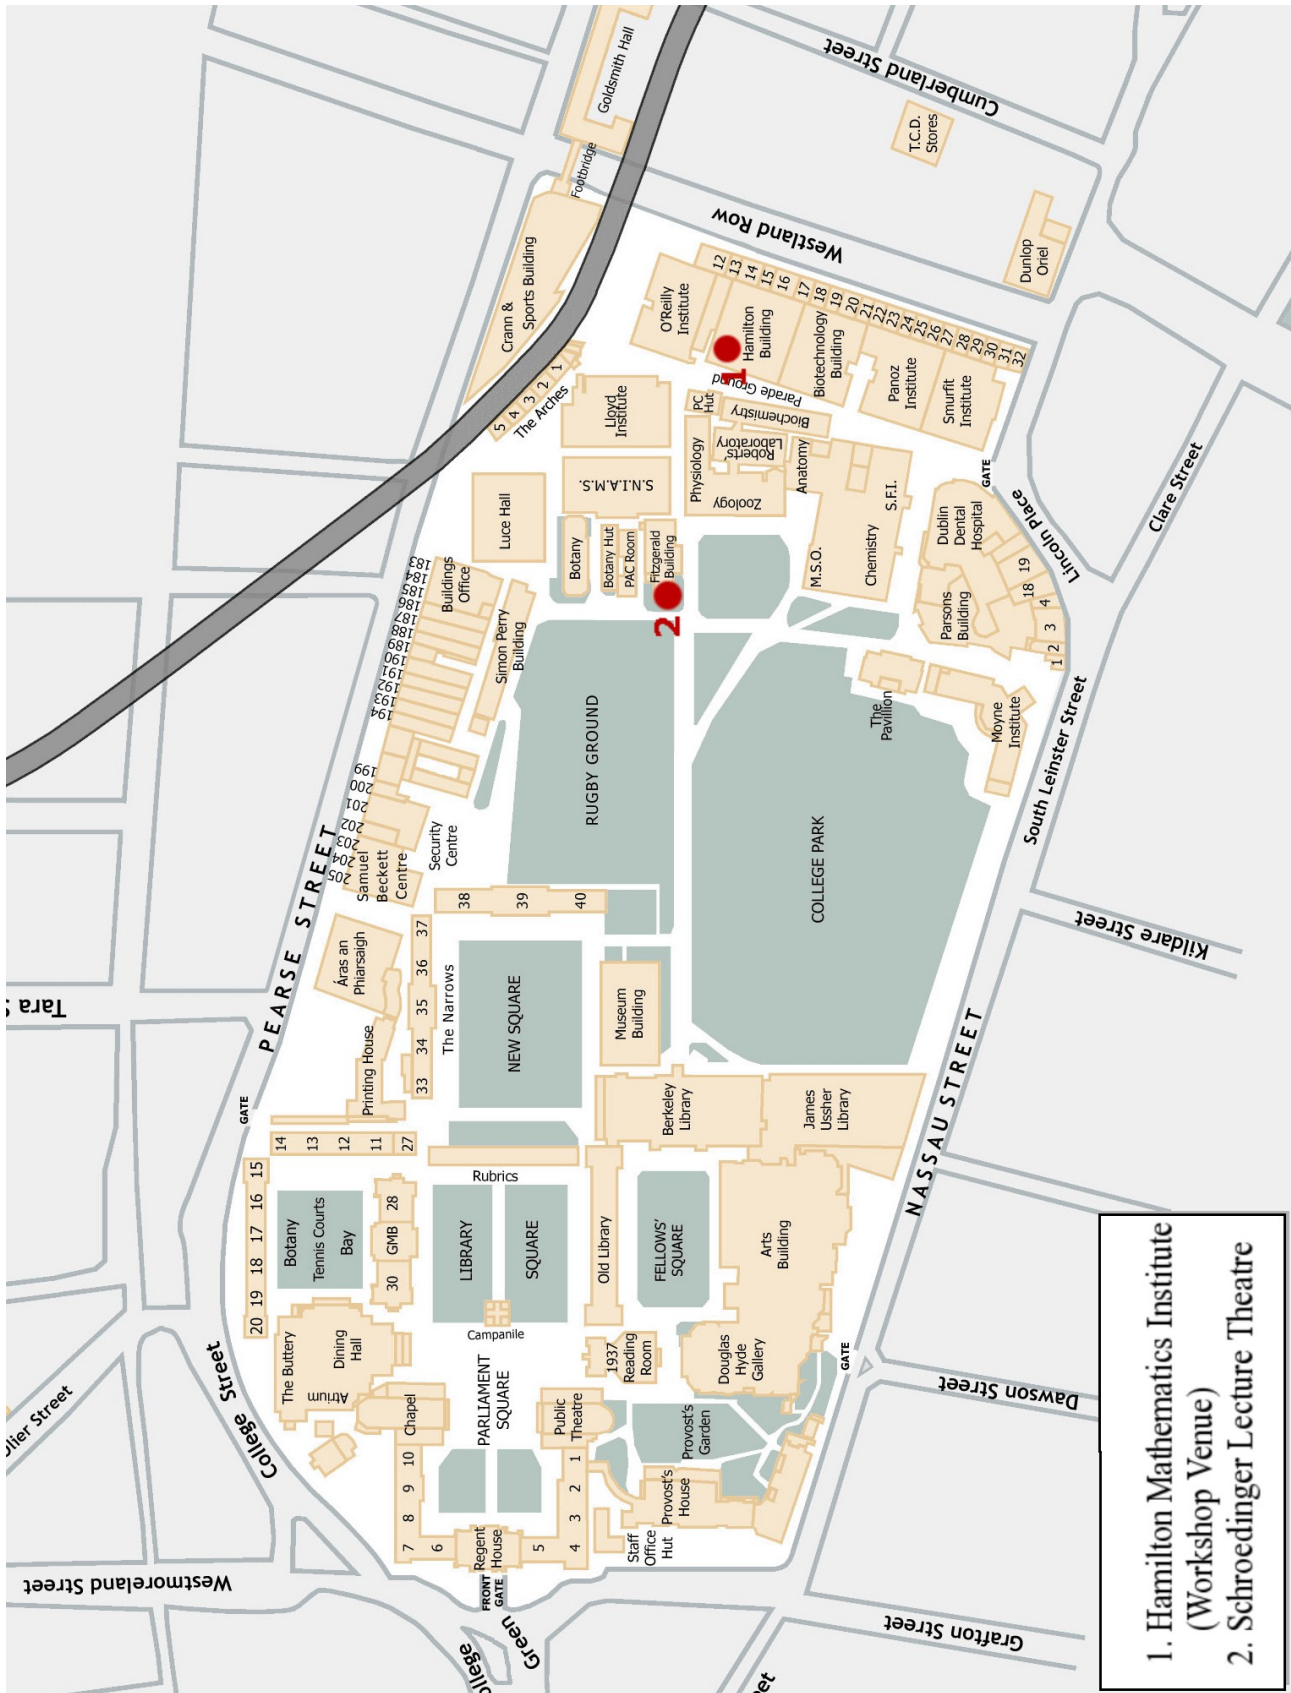 Goldsmith Hall
Footbridge
Cumberland Street
T.C.D.
Stores
Westland Row
Dunlop
Oriel
Crann &
Sports Building
The Arches
1
2
3
4
5
O'Reilly
Institute
Hamilton
Building
1
Parade Ground
Biotechnology
Building
Panoz
Institute
Smurfit
Institute
12
13
14
15
16
17
18
19
20
21
22
23
24
25
26
27
28
29
30
31
32
Lloyd
Institute
PC
Hut
Biochemistry
Roberts'
Laboratory
Physiology
Zoology
Anatomy
S.N.I.A.M.S.
Luce Hall
Botany
Botany Hut
PAC Room
Fitzgerald
Building
2
M.S.O.
Chemistry
S.F.I.
GATE
Dublin
Dental
Hospital
Lincoln Place
Clare Street
Parsons
Building
19
18
4
3
2
1
The
Pavillion
Moyne
Institute
South Leinster Street
Kildare Street
Buildings
Office
Simon Perry
Building
183
184
185
186
187
188
189
190
191
192
193
194
199
200
201
202
203
204
205
Samuel
Beckett
Centre
Security
Centre
RUGBY GROUND
COLLEGE PARK
PEARSE STREET
Tara
Áras an
Phiarsaigh
Printing House
The Narrows
33
34
35
36
37
38
39
40
NEW SQUARE
Museum
Building
Berkeley
Library
James
Ussher
Library
NASSAU STREET
GATE
14
13
12
11
27
15
16
17
18
19
20
Botany
Tennis Courts
Bay
28
GMB
30
Rubrics
LIBRARY
SQUARE
Campanile
Old Library
FELLOWS'
SQUARE
Arts
Building
1937
Reading
Room
Douglas
Hyde
Gallery
GATE
Dawson Street
The Buttery
Dining
Hall
Atrium
Chapel
PARLIAMENT
SQUARE
Public
Theatre
Provost's
Garden
Provost's
House
Staff
Office
Hut
10
9
8
7
6
Regent
House
5
4
3
2
1
FRONT
GATE
College Street
Westmoreland Street
olier Street
ollege
Green
Grafton Street
et
1. Hamilton Mathematics Institute
(Workshop Venue)
2. Schroedinger Lecture Theatre